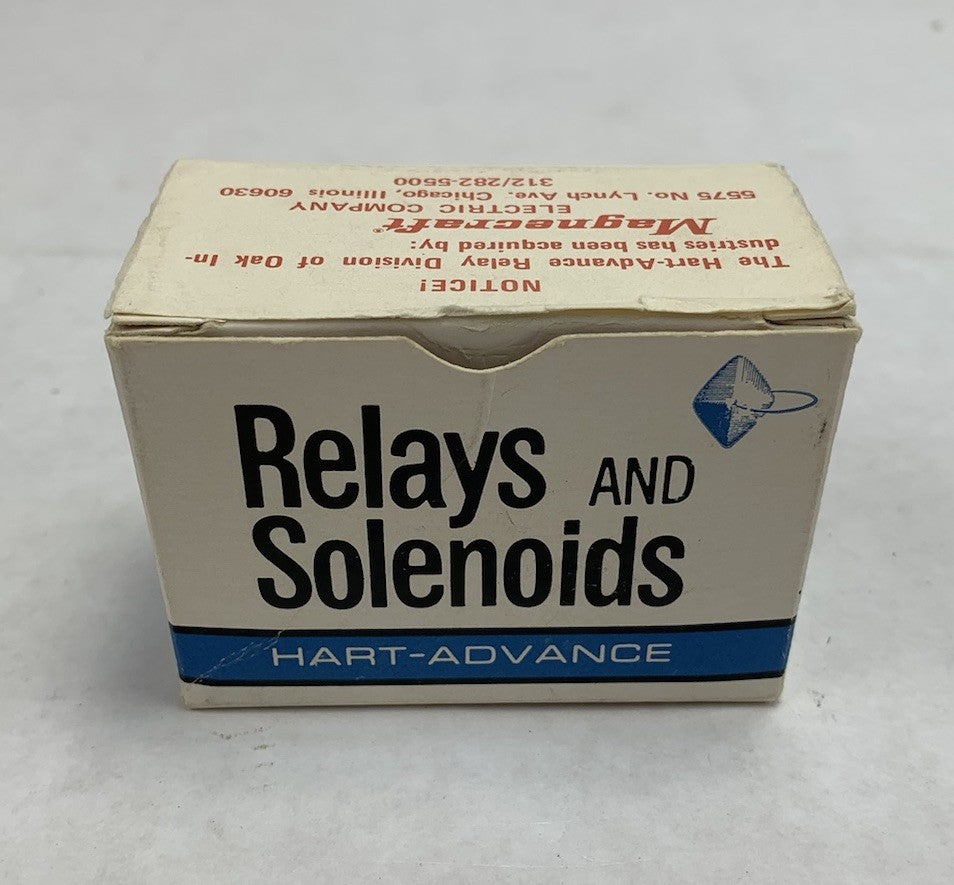 NOTICE!
The Hart-Advance Relay Division of Oak In-
dustries has been acquired by:
Magnecraft®
ELECTRIC COMPANY
5575 No. Lynch Ave. Chicago, Illinois 60630
312/282-5500
Relays AND
Solenoids
HART-ADVANCE